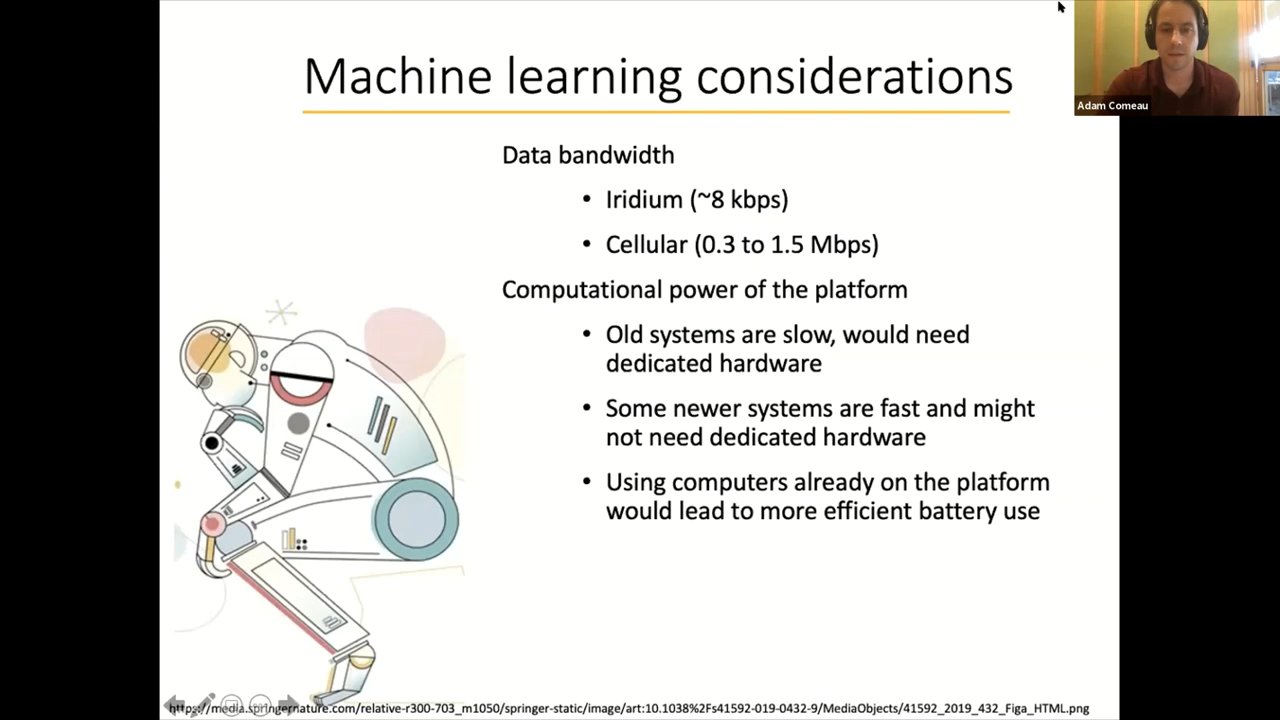 Machine learning considerations
Adam Comeau
Data bandwidth
• Iridium (~8 kbps)
• Cellular (0.3 to 1.5 Mbps)
Computational power of the platform
• Old systems are slow, would need
dedicated hardware
• Some newer systems are fast and might
not need dedicated hardware
• Using computers already on the platform
would lead to more efficient battery use
https://media.springernature.com/relative-r300-703_m1050/springer-static/image/art:10.1038%2Fs41592-019-0432-9/MediaObjects/41592_2019_432_Figa_HTML.png